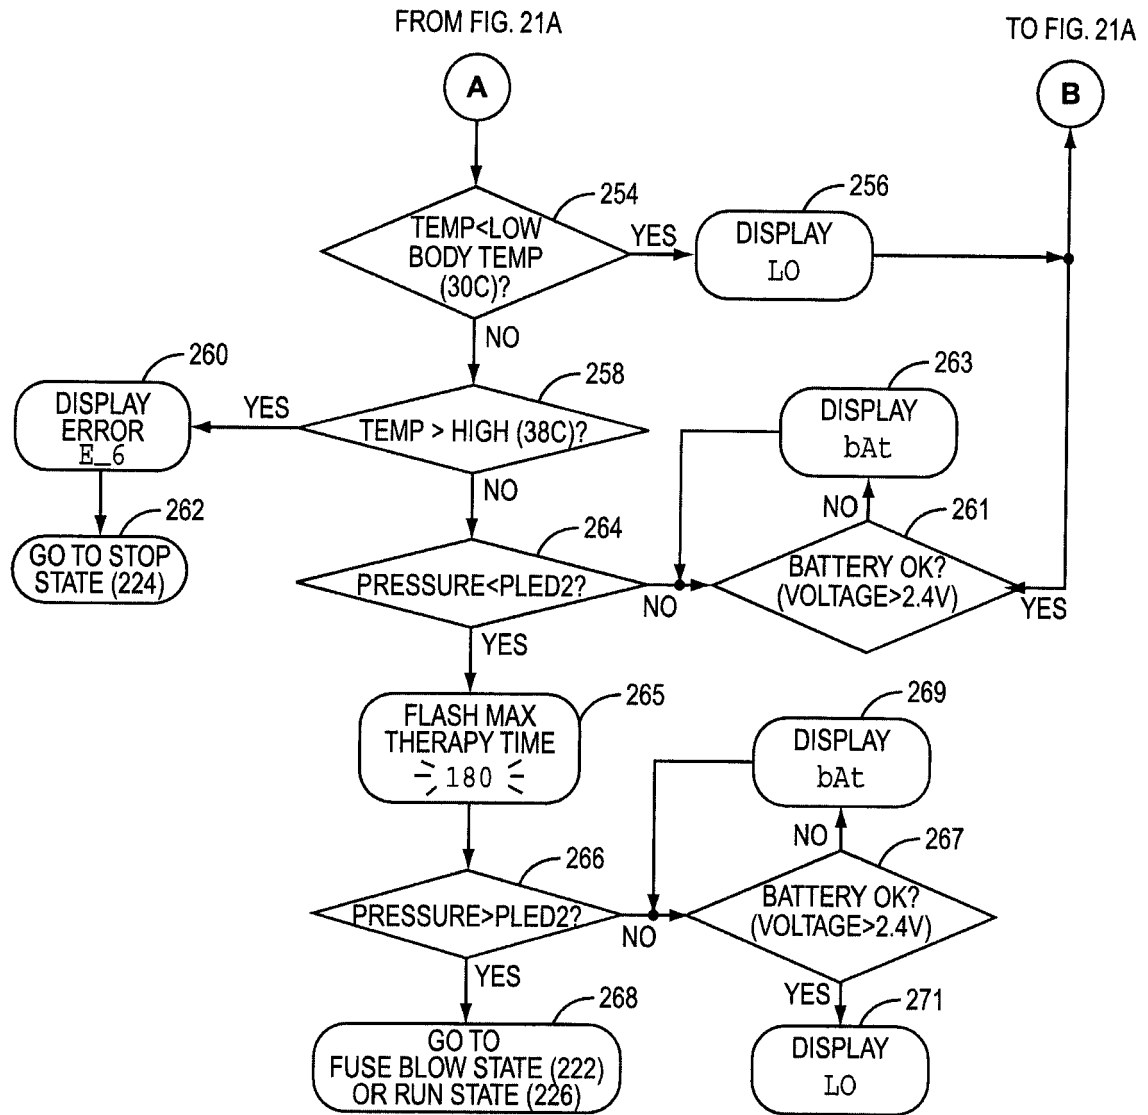 FROM FIG. 21A
TO FIG. 21A
A
B
254
TEMP<LOW
BODY TEMP
(30C)?
YES
256
DISPLAY
LO
NO
260
DISPLAY
ERROR
E_6
YES
258
TEMP > HIGH (38C)?
263
DISPLAY
bAt
NO
262
GO TO STOP
STATE (224)
264
PRESSURE<PLED2?
NO
NO
261
BATTERY OK?
(VOLTAGE>2.4V)
YES
YES
265
FLASH MAX
THERAPY TIME
180
269
DISPLAY
bAt
266
PRESSURE>PLED2?
NO
NO
267
BATTERY OK?
(VOLTAGE>2.4V)
YES
268
GO TO
FUSE BLOW STATE (222)
OR RUN STATE (226)
YES
271
DISPLAY
LO